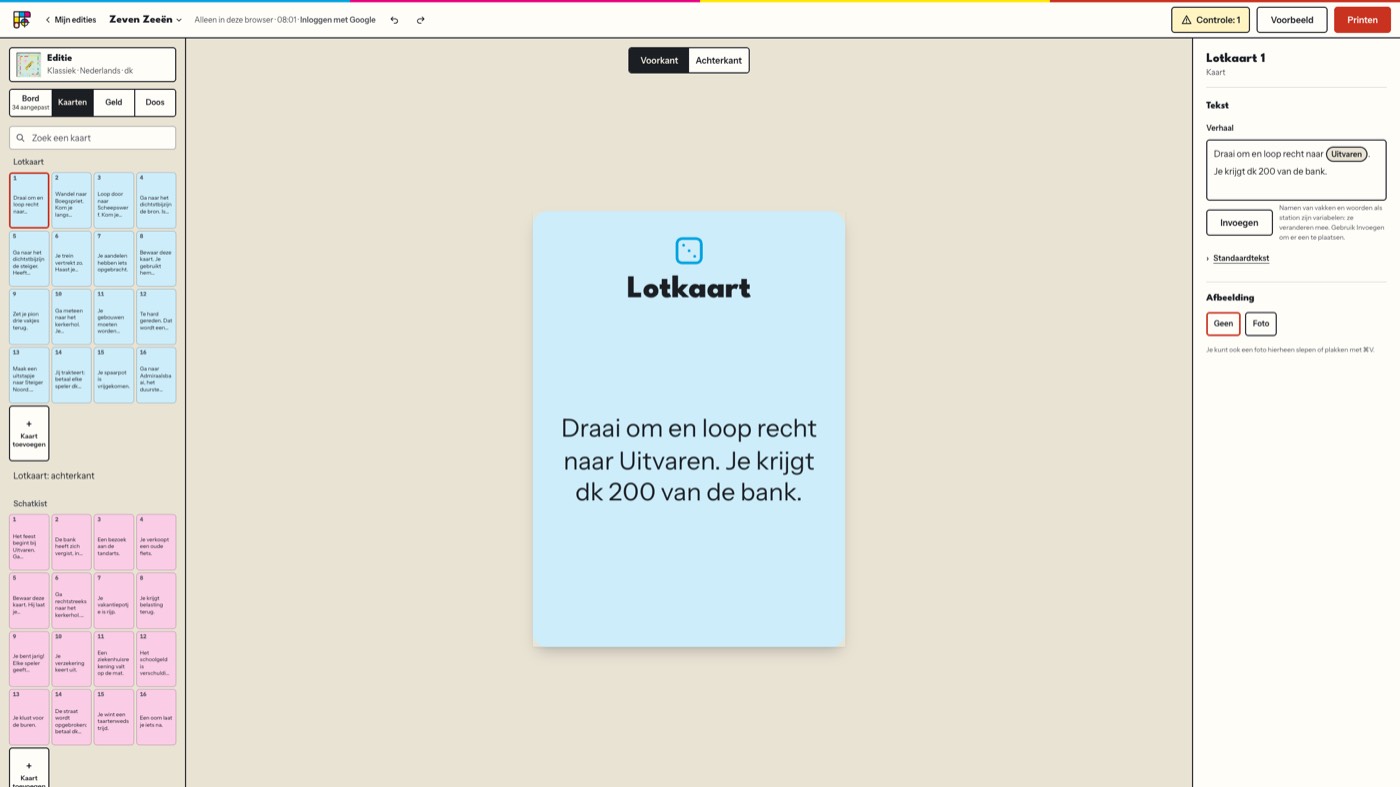 Mijn edities
Zeven Zeeën
Alleen in deze browser · 08:01 · Inloggen met Google
Controle: 1
Voorbeeld
Printen
Editie
Klassiek · Nederlands · dk
Bord
34 aangepast
Kaarten
Geld
Doos
Zoek een kaart
Lotkaart
1
Draai om en
loop recht
naar...
2
Wandel naar
Boegspriet.
Kom je
langs...
3
Loop door
naar
Scheepswer
f. Kom je...
4
Ga naar het
dichtstbijzijn
de bron. Is...
5
Ga naar het
dichtstbijzijn
de steiger.
Heeft...
6
Je trein
vertrekt zo.
Haast je...
7
Je aandelen
hebben iets
opgebracht.
8
Bewaar deze
kaart. Je
gebruikt
hem...
9
Zet je pion
drie vakjes
terug.
10
Ga meteen
naar het
kerkerhol.
Je...
11
Je
gebouwen
moeten
worden...
12
Te hard
gereden. Dat
wordt een...
13
Maak een
uitstapje
naar Steiger
Noord...
14
Jij trakteert:
betaal elke
speler dk...
15
Je spaarpot
is
vrijgekomen.
16
Ga naar
Admiraalsba
ai, het
duurste...
+
Kaart
toevoegen
Lotkaart: achterkant
Schatkist
1
Het feest
begint bij
Uitvaren.
Ga...
2
De bank
heeft zich
vergist, in...
3
Een bezoek
aan de
tandarts.
4
Je verkoopt
een oude
fiets.
5
Bewaar deze
kaart. Hij laat
je...
6
Ga
rechtstreeks
naar het
kerkerhol....
7
Je
vakantiepotj
e is rijp.
8
Je krijgt
belasting
terug.
9
Je bent jarig!
Elke speler
geeft...
10
Je
verzekering
keert uit.
11
Een
ziekenhuisre
kening valt
op de mat.
12
Het
schoolgeld
is
verschuld...
13
Je klust voor
de buren.
14
De straat
wordt
opgebroken:
betaal dk...
15
Je wint een
taartenweds
trijd.
16
Een oom laat
je iets na.
+
Kaart
toevoegen
Voorkant
Achterkant
Lotkaart
Draai om en loop recht
naar Uitvaren. Je krijgt
dk 200 van de bank.
Lotkaart 1
Kaart
Tekst
Verhaal
Draai om en loop recht naar Uitvaren.
Je krijgt dk 200 van de bank.
Invoegen
Namen van vakken en woorden als
station zijn variabelen: ze
veranderen mee. Gebruik Invoegen
om er een te plaatsen.
› Standaardtekst
Afbeelding
Geen
Foto
Je kunt ook een foto hierheen slepen of plakken met ⌘V.